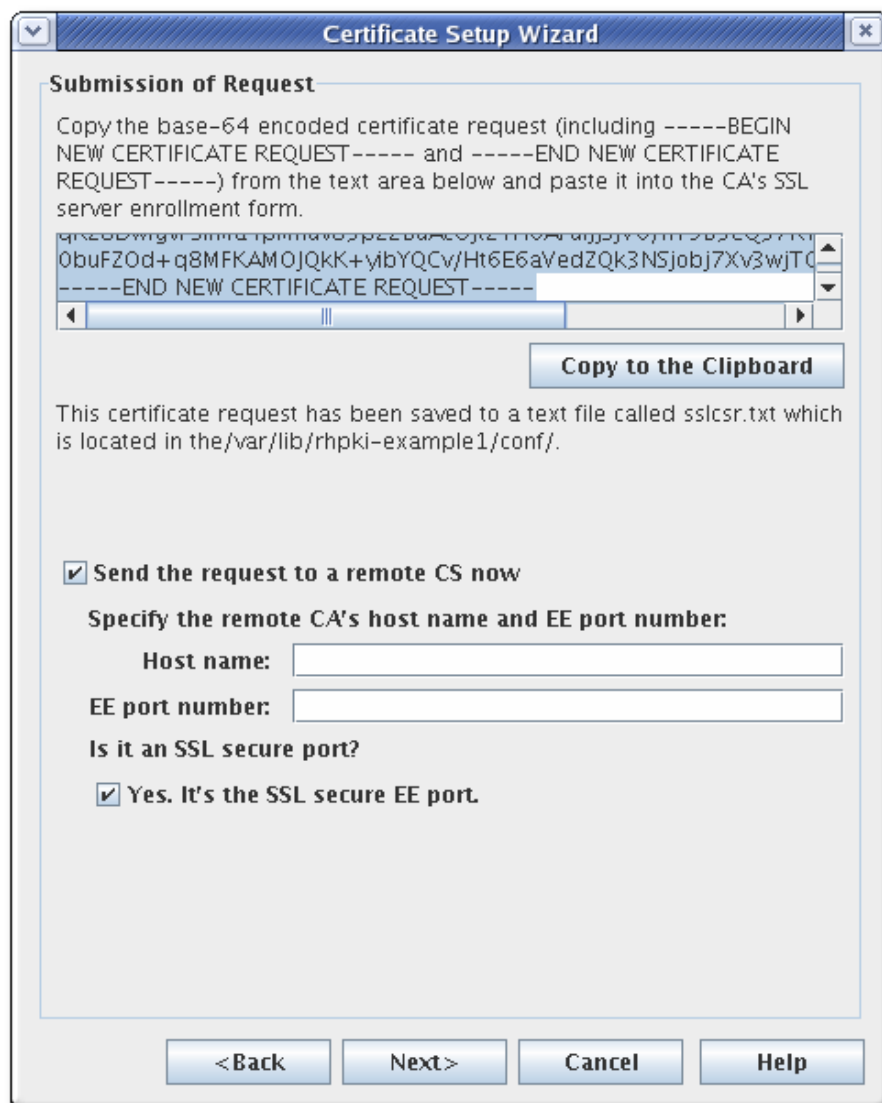 Certificate Setup Wizard
Submission of Request
Copy the base-64 encoded certificate request (including -----BEGIN
NEW CERTIFICATE REQUEST----- and -----END NEW CERTIFICATE
REQUEST-----) from the text area below and paste it into the CA's SSL
server enrollment form.
0buFZOd+q8MFKAMOJQkK+yibYQCv/Ht6E6aVedZQk3NSjobj7Xv3wjTC
-----END NEW CERTIFICATE REQUEST-----
Copy to the Clipboard
This certificate request has been saved to a text file called sslcsr.txt which
is located in the/var/lib/rhpki-example1/conf/.
Send the request to a remote CS now
Specify the remote CA's host name and EE port number:
Host name:
EE port number:
Is it an SSL secure port?
Yes. It's the SSL secure EE port.
<Back Next> Cancel Help